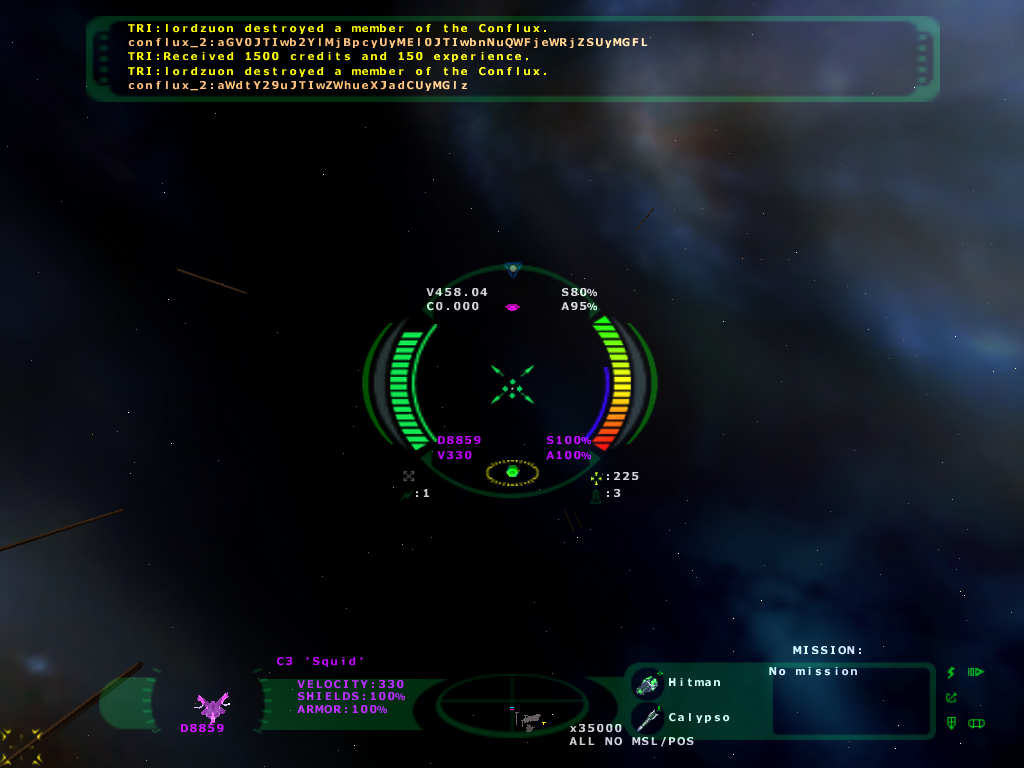 TRI:lordzuon destroyed a member of the Conflux.
conflux_2:aGV0JTIwb2YlMjBpcyUyMEl0JTIwbnNuQWFjeWRjZSUyMGFL
TRI:Received 1500 credits and 150 experience.
TRI:lordzuon destroyed a member of the Conflux.
conflux_2:aWdtY29uJTIwZWhueXJadCUyMGlz
V458.04 S80%
C0.000 A95%
D8859 S100%
V330 A100%
:225
:1 :3
MISSION:
C3 'Squid'
No mission
VELOCITY:330
SHIELDS:100%
ARMOR:100%
Hitman
Calypso
D8859
x35000
ALL NO MSL/POS